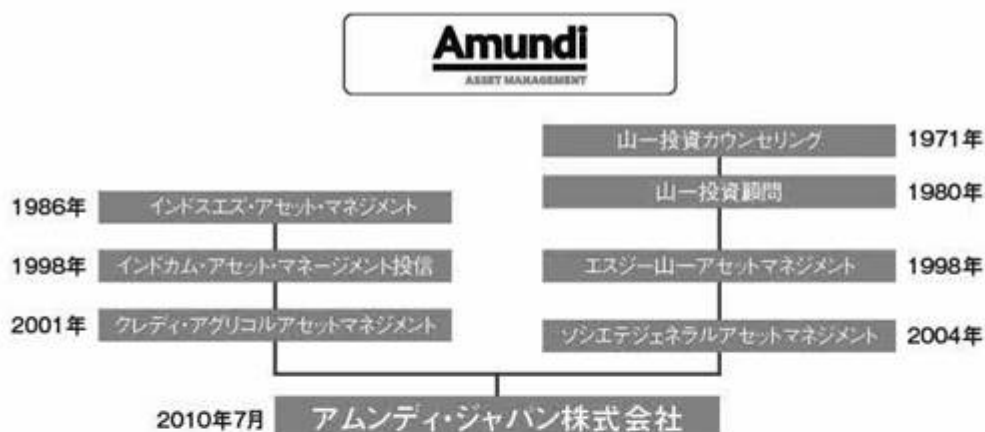 Amundi
ASSET MANAGEMENT
山一投資カウンセリング 1971年
山一投資顧問 1980年
1986年 インドスエズ・アセット・マネジメント
1998年 インドカム・アセット・マネージメント投信
エスジー山一アセットマネジメント 1998年
2001年 クレディ・アグリコルアセットマネジメント
ソシエテジェネラルアセットマネジメント 2004年
2010年7月 アムンディ・ジャパン株式会社